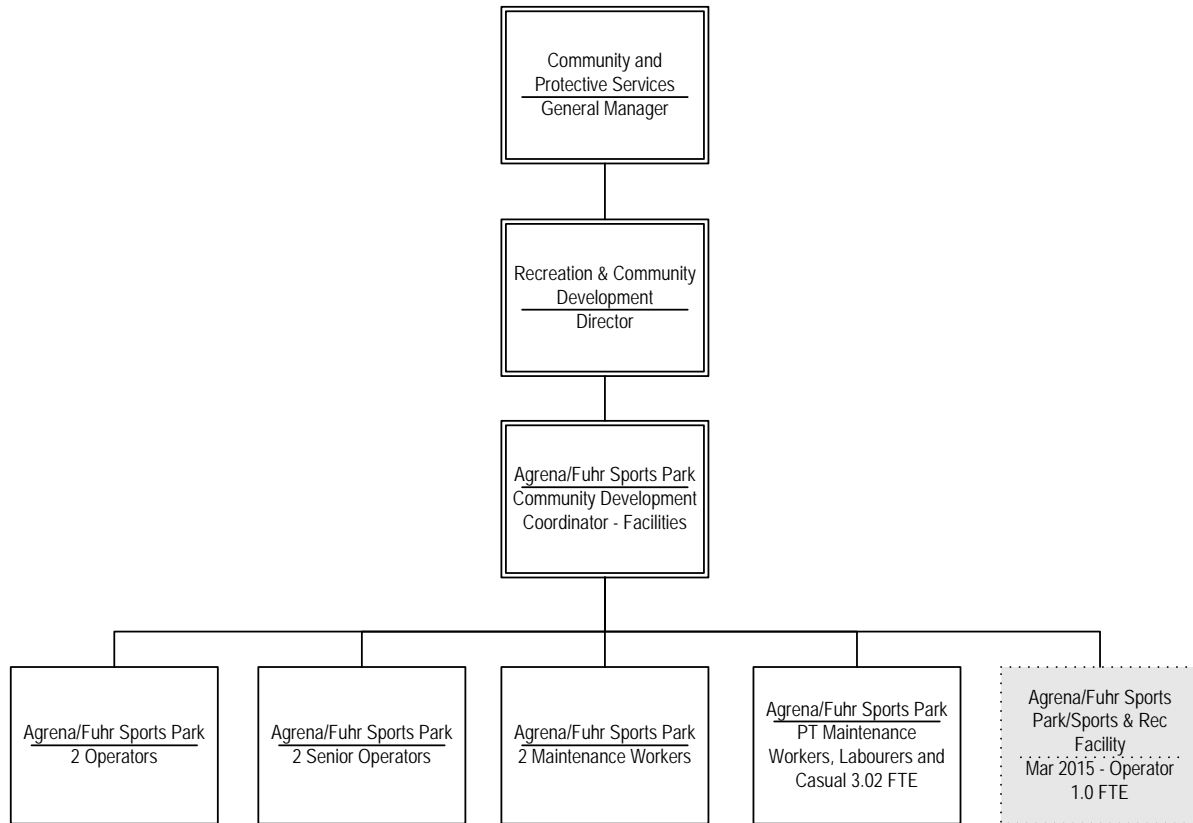 Community and
Protective Services
General Manager
Recreation & Community
Development
Director
Agrena/Fuhr Sports Park
Community Development
Coordinator - Facilities
Agrena/Fuhr Sports Park
2 Operators
Agrena/Fuhr Sports Park
2 Senior Operators
Agrena/Fuhr Sports Park
2 Maintenance Workers
Agrena/Fuhr Sports Park
PT Maintenance
Workers, Labourers and
Casual 3.02 FTE
Agrena/Fuhr Sports
Park/Sports & Rec
Facility
Mar 2015 - Operator
1.0 FTE